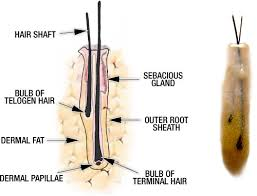 HAIR SHAFT
BULB OF
TELOGEN HAIR
DERMAL FAT
DERMAL PAPILLAE
SEBACIOUS
GLAND
OUTER ROOT
SHEATH
BULB OF
TERMINAL HAIR